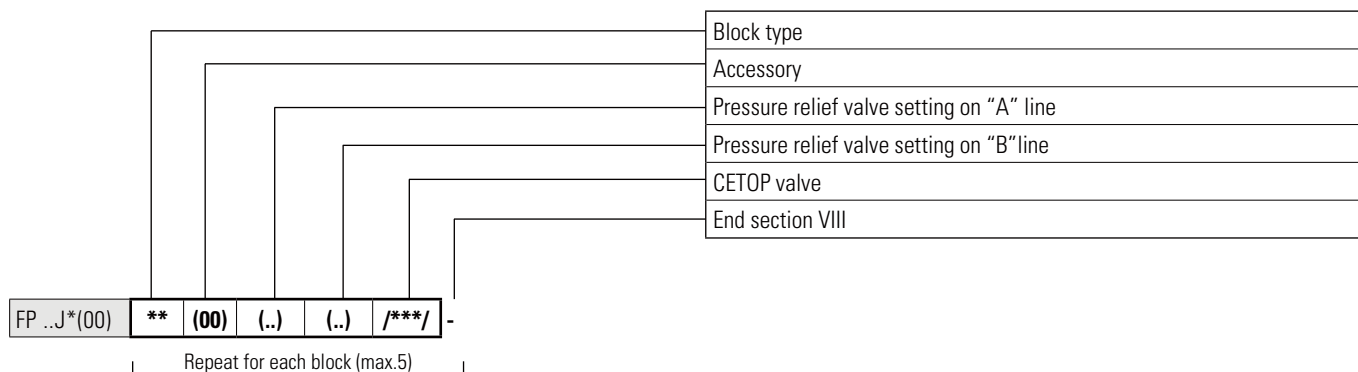 Block type
Accessory
Pressure relief valve setting on “A” line
Pressure relief valve setting on “B”line
CETOP valve
End section VIII
FP ..J*(00) ** (00) (..) (..) /***/ -
Repeat for each block (max.5)